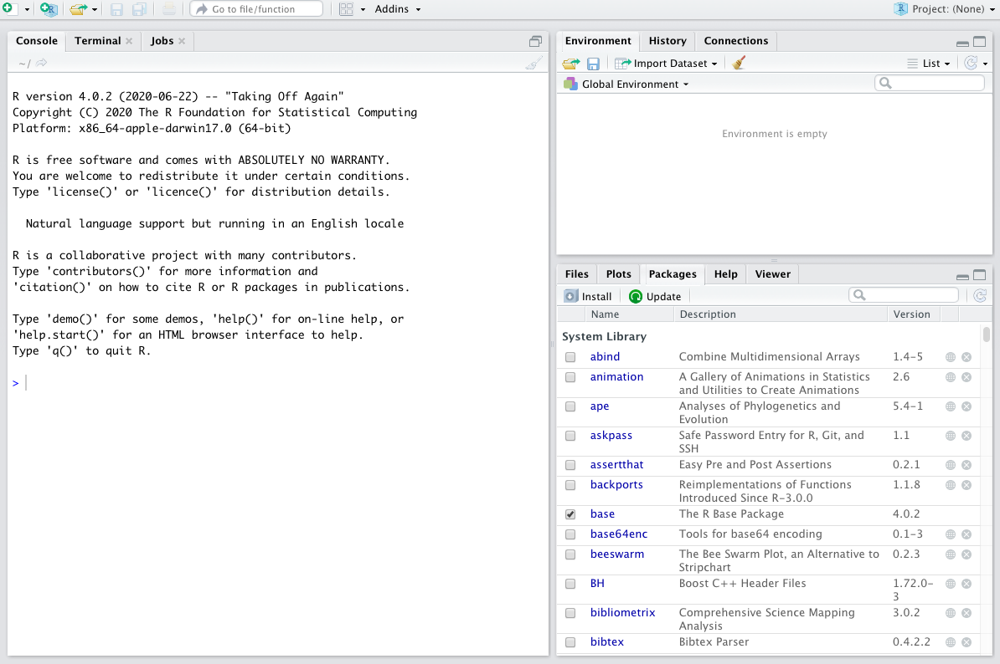 Go to file/function
Addins
Project: (None)
Console
Terminal
Jobs
~/
R version 4.0.2 (2020-06-22) -- "Taking Off Again"
Copyright (C) 2020 The R Foundation for Statistical Computing
Platform: x86_64-apple-darwin17.0 (64-bit)
R is free software and comes with ABSOLUTELY NO WARRANTY.
You are welcome to redistribute it under certain conditions.
Type 'license()' or 'licence()' for distribution details.
Natural language support but running in an English locale
R is a collaborative project with many contributors.
Type 'contributors()' for more information and
'citation()' on how to cite R or R packages in publications.
Type 'demo()' for some demos, 'help()' for on-line help, or
'help.start()' for an HTML browser interface to help.
Type 'q()' to quit R.
>
Environment
History
Connections
Import Dataset
List
Global Environment
Environment is empty
Files
Plots
Packages
Help
Viewer
Install
Update
Name Description Version
System Library
abind Combine Multidimensional Arrays 1.4-5
animation A Gallery of Animations in Statistics 2.6
and Utilities to Create Animations
ape Analyses of Phylogenetics and 5.4-1
Evolution
askpass Safe Password Entry for R, Git, and 1.1
SSH
assertthat Easy Pre and Post Assertions 0.2.1
backports Reimplementations of Functions 1.1.8
Introduced Since R-3.0.0
base The R Base Package 4.0.2
base64enc Tools for base64 encoding 0.1-3
beeswarm The Bee Swarm Plot, an Alternative to 0.2.3
Stripchart
BH Boost C++ Header Files 1.72.0-
3
bibliometrix Comprehensive Science Mapping 3.0.2
Analysis
bibtex Bibtex Parser 0.4.2.2